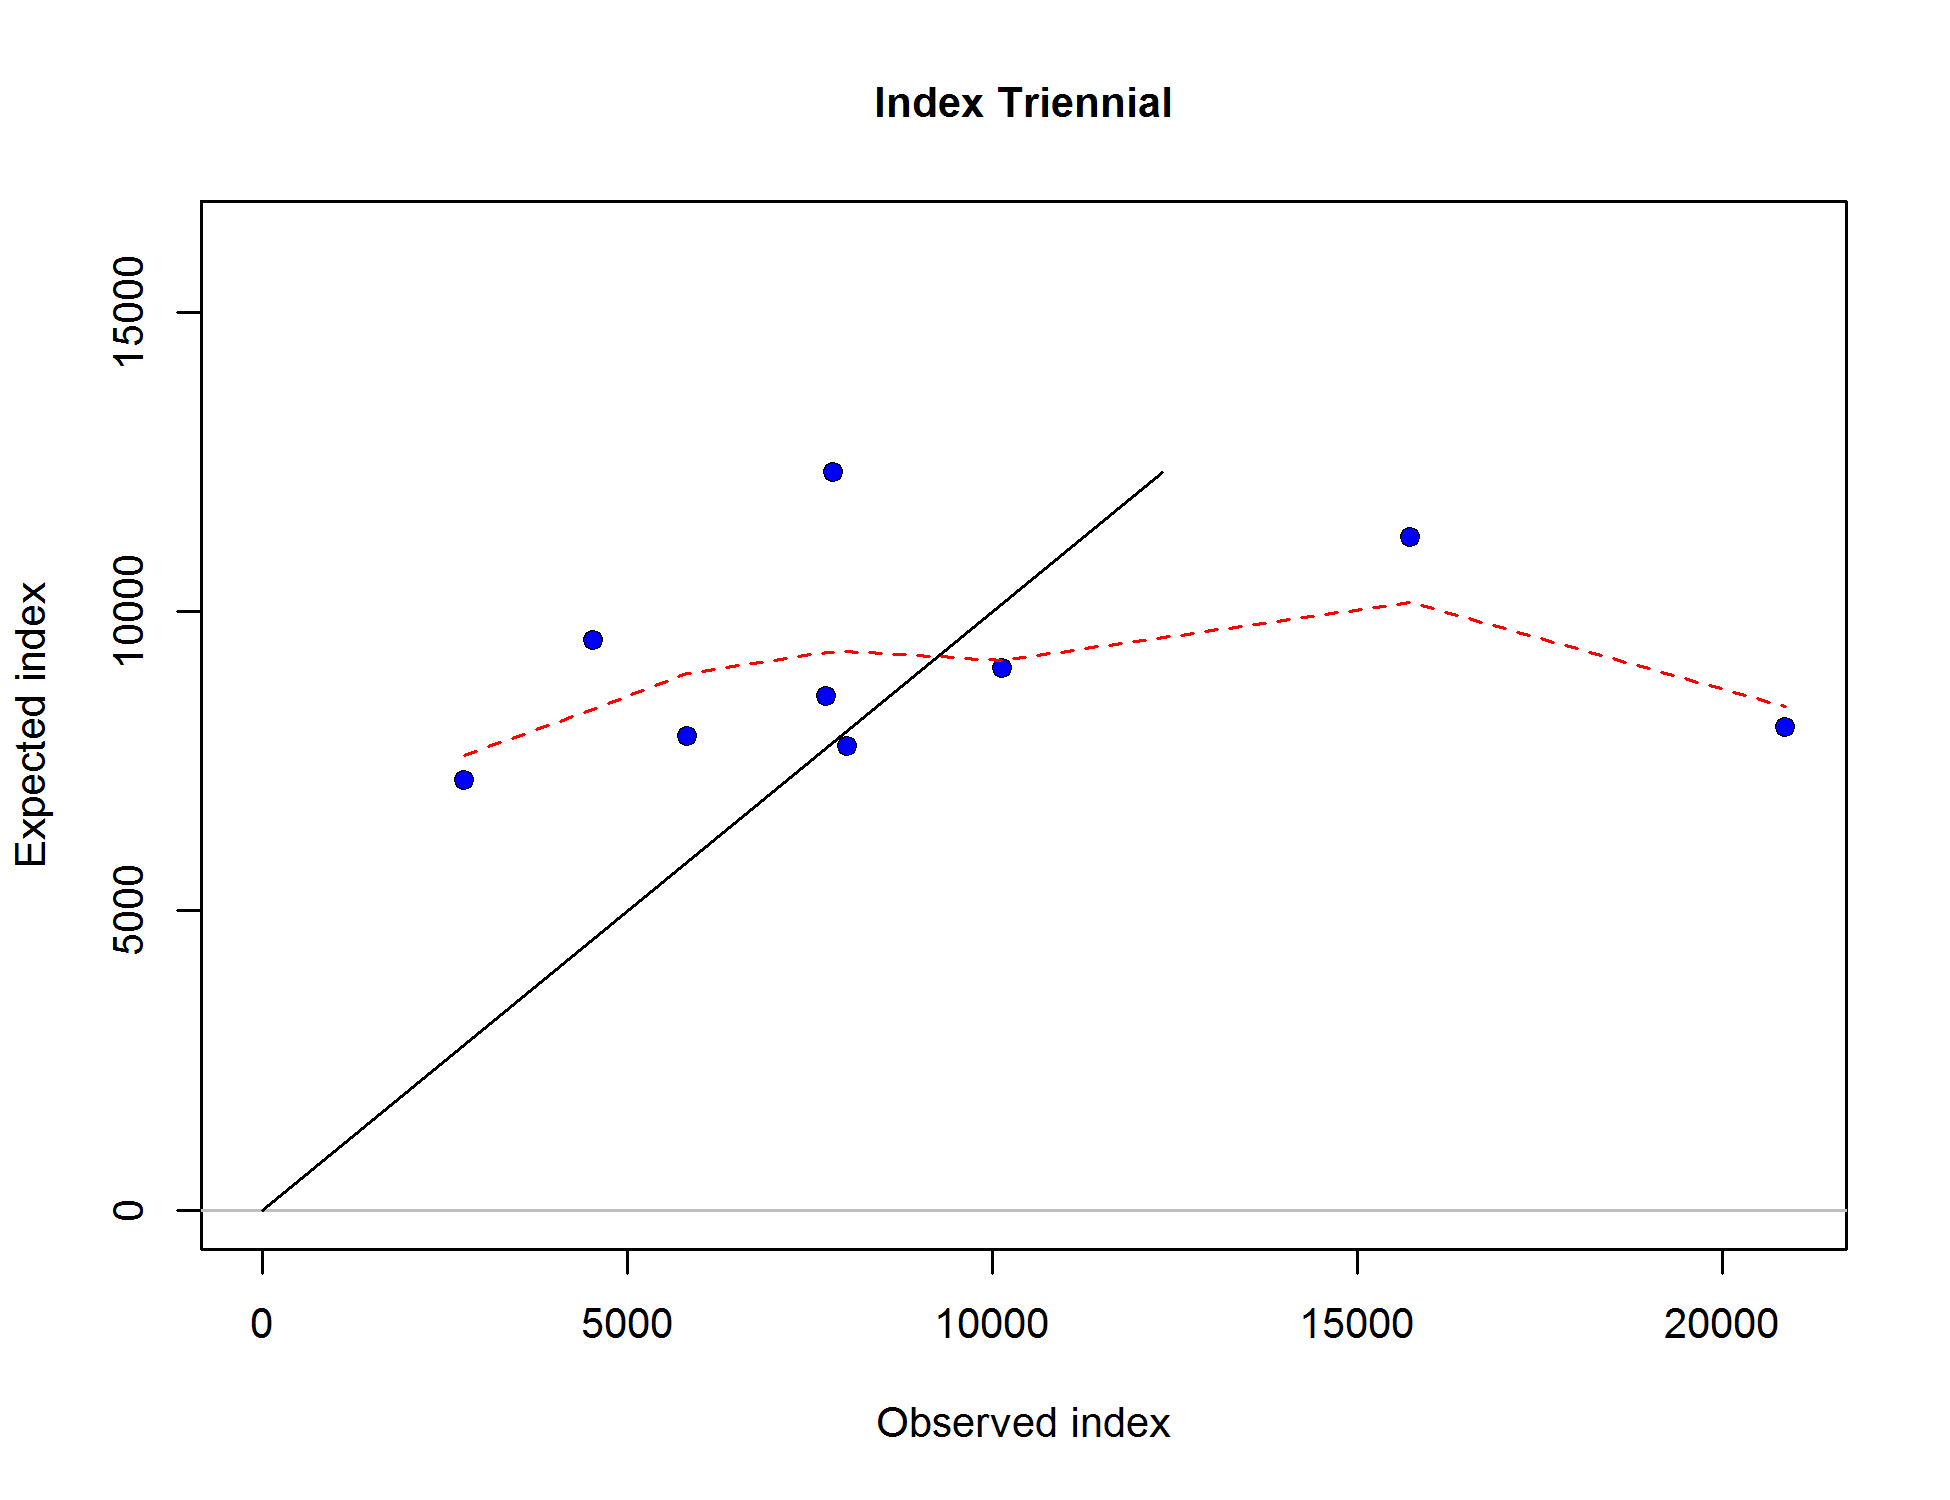 Index Triennial
Expected index
15000
10000
5000
0
0 5000 10000 15000 20000
Observed index